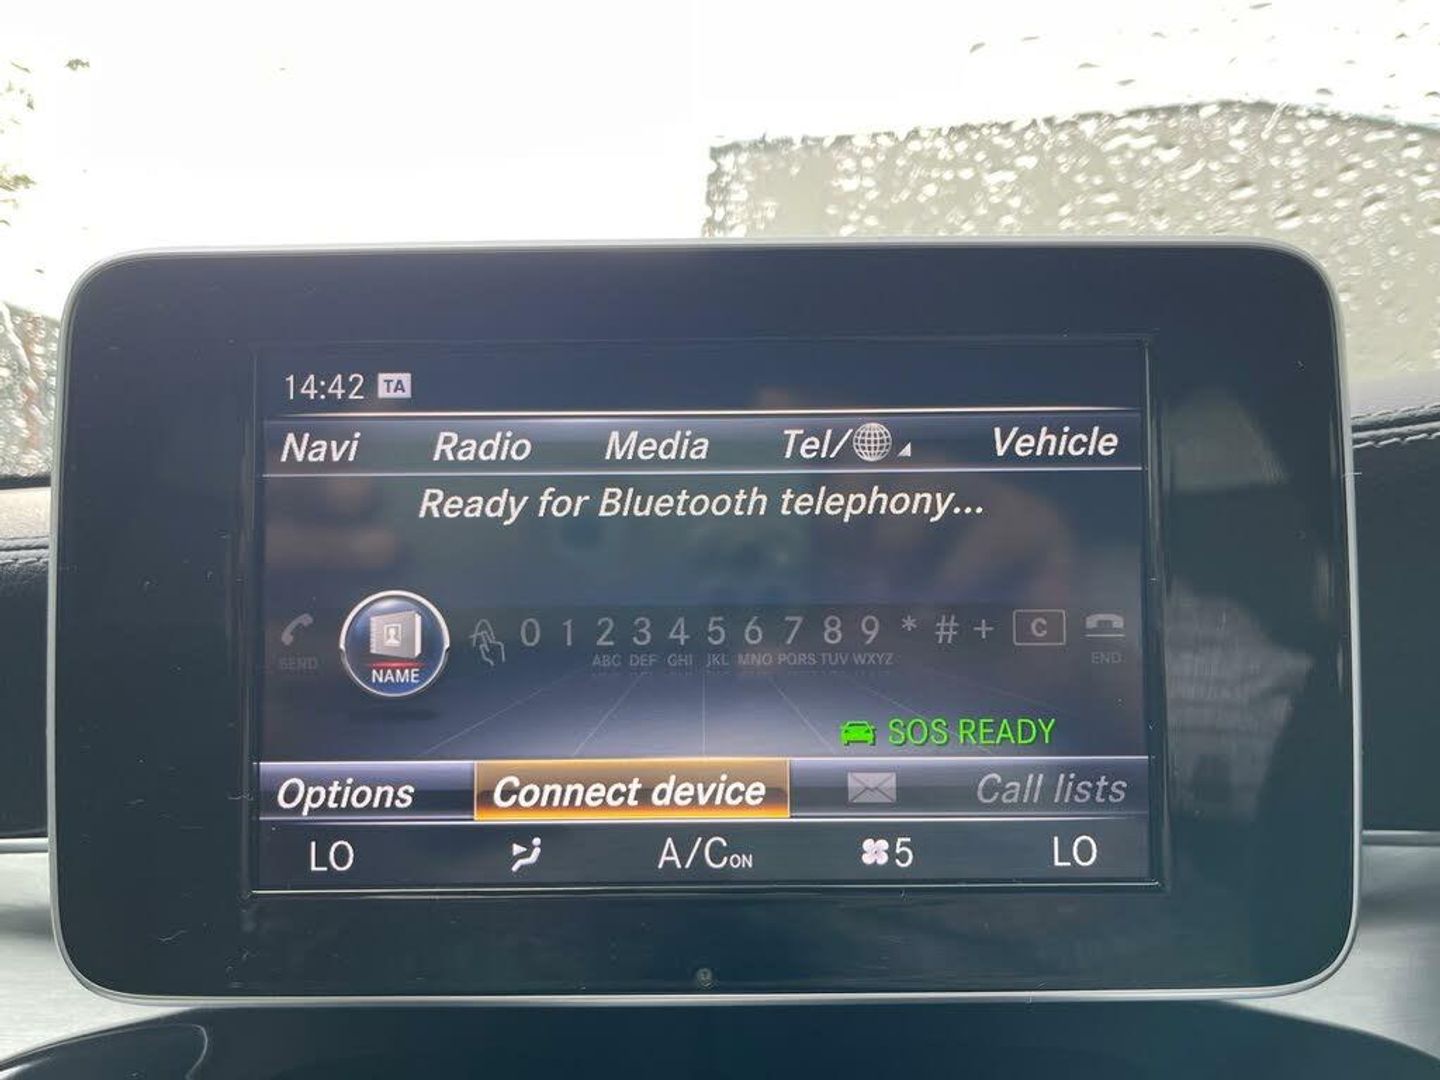 14:42 TA
Navi Radio Media Tel/ Vehicle
Ready for Bluetooth telephony...
SEND NAME 0 1 2 3 4 5 6 7 8 9 * # + C END
ABC DEF GHI JKL MNO PQRS TUV WXYZ
SOS READY
Options Connect device Call lists
LO A/C ON 5 LO